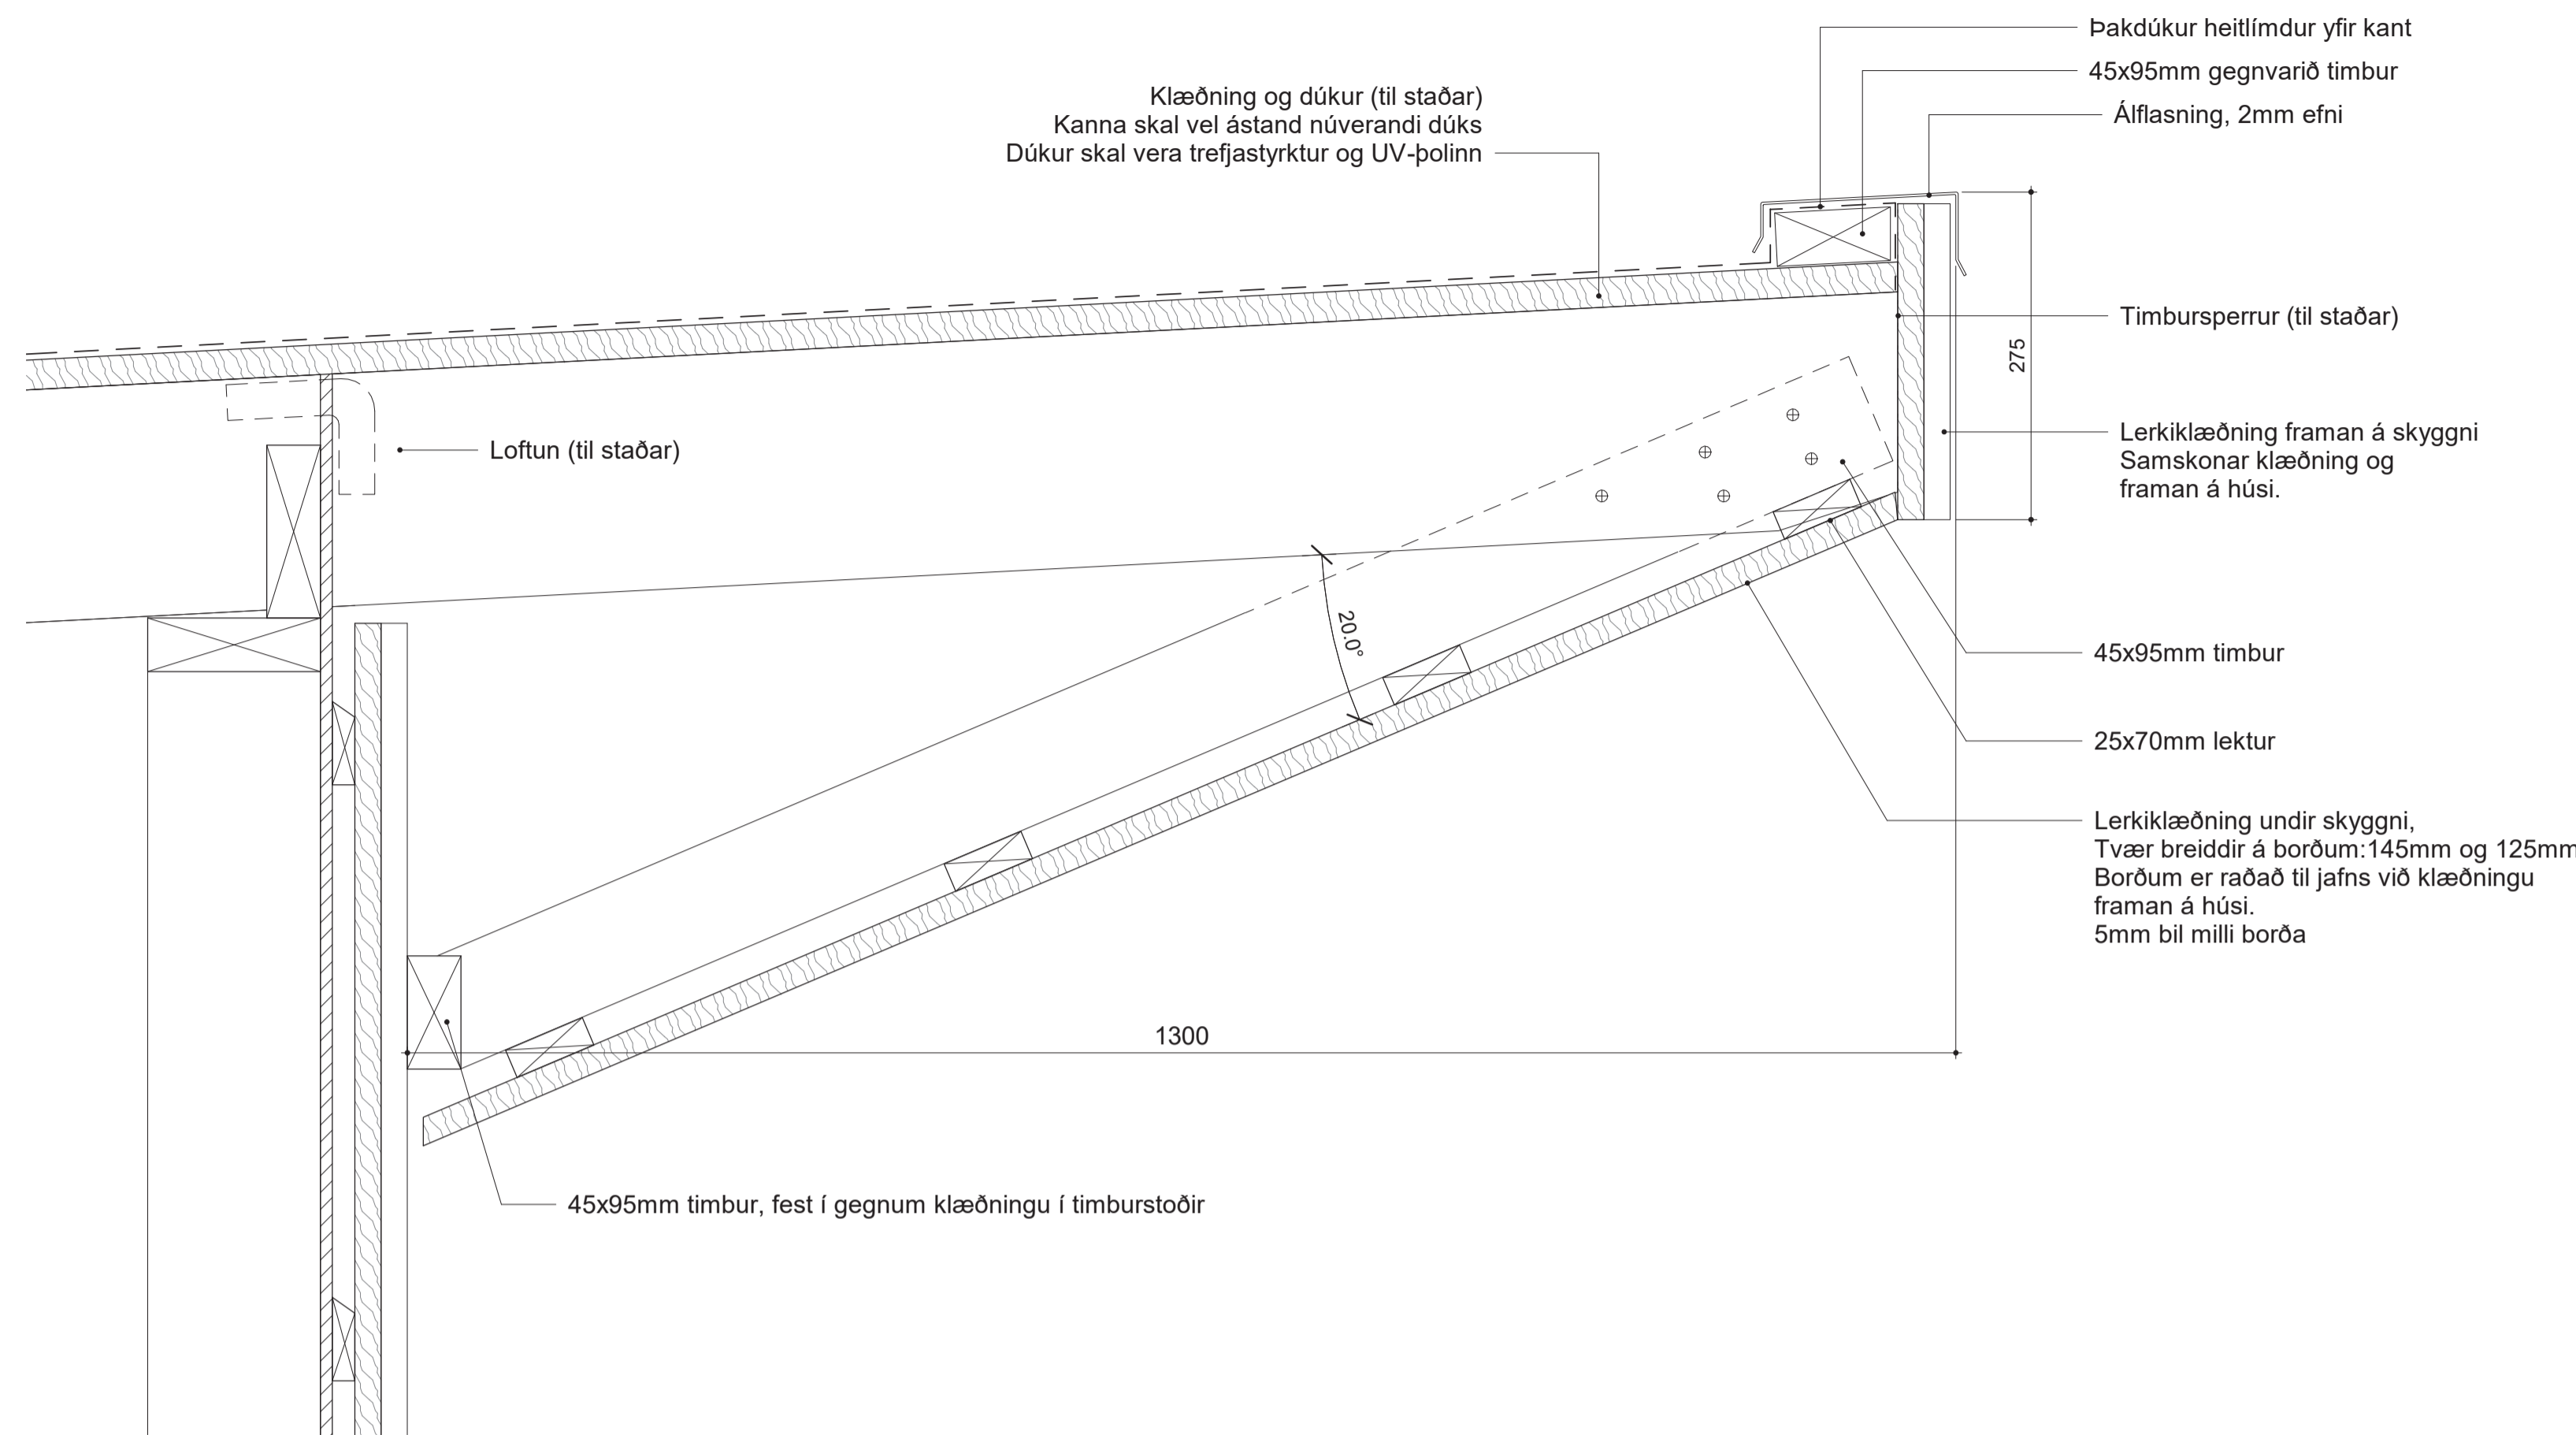 Þakdúkur heitlímdur yfir kant
45x95mm gegnvarið timbur
Álflasning, 2mm efni
Klæðning og dúkur (til staðar)
Kanna skal vel ástand núverandi dúks
Dúkur skal vera trefjastyrktur og UV-þolinn
Timbursperrur (til staðar)
275
Lerkiklæðning framan á skyggni
Samskonar klæðning og
framan á húsi.
Loftun (til staðar)
20.0°
45x95mm timbur
25x70mm lektur
Lerkiklæðning undir skyggni,
Tvær breiddir á borðum:145mm og 125mm
Borðum er raðað til jafns við klæðningu
framan á húsi.
5mm bil milli borða
1300
45x95mm timbur, fest í gegnum klæðningu í timburstoðir